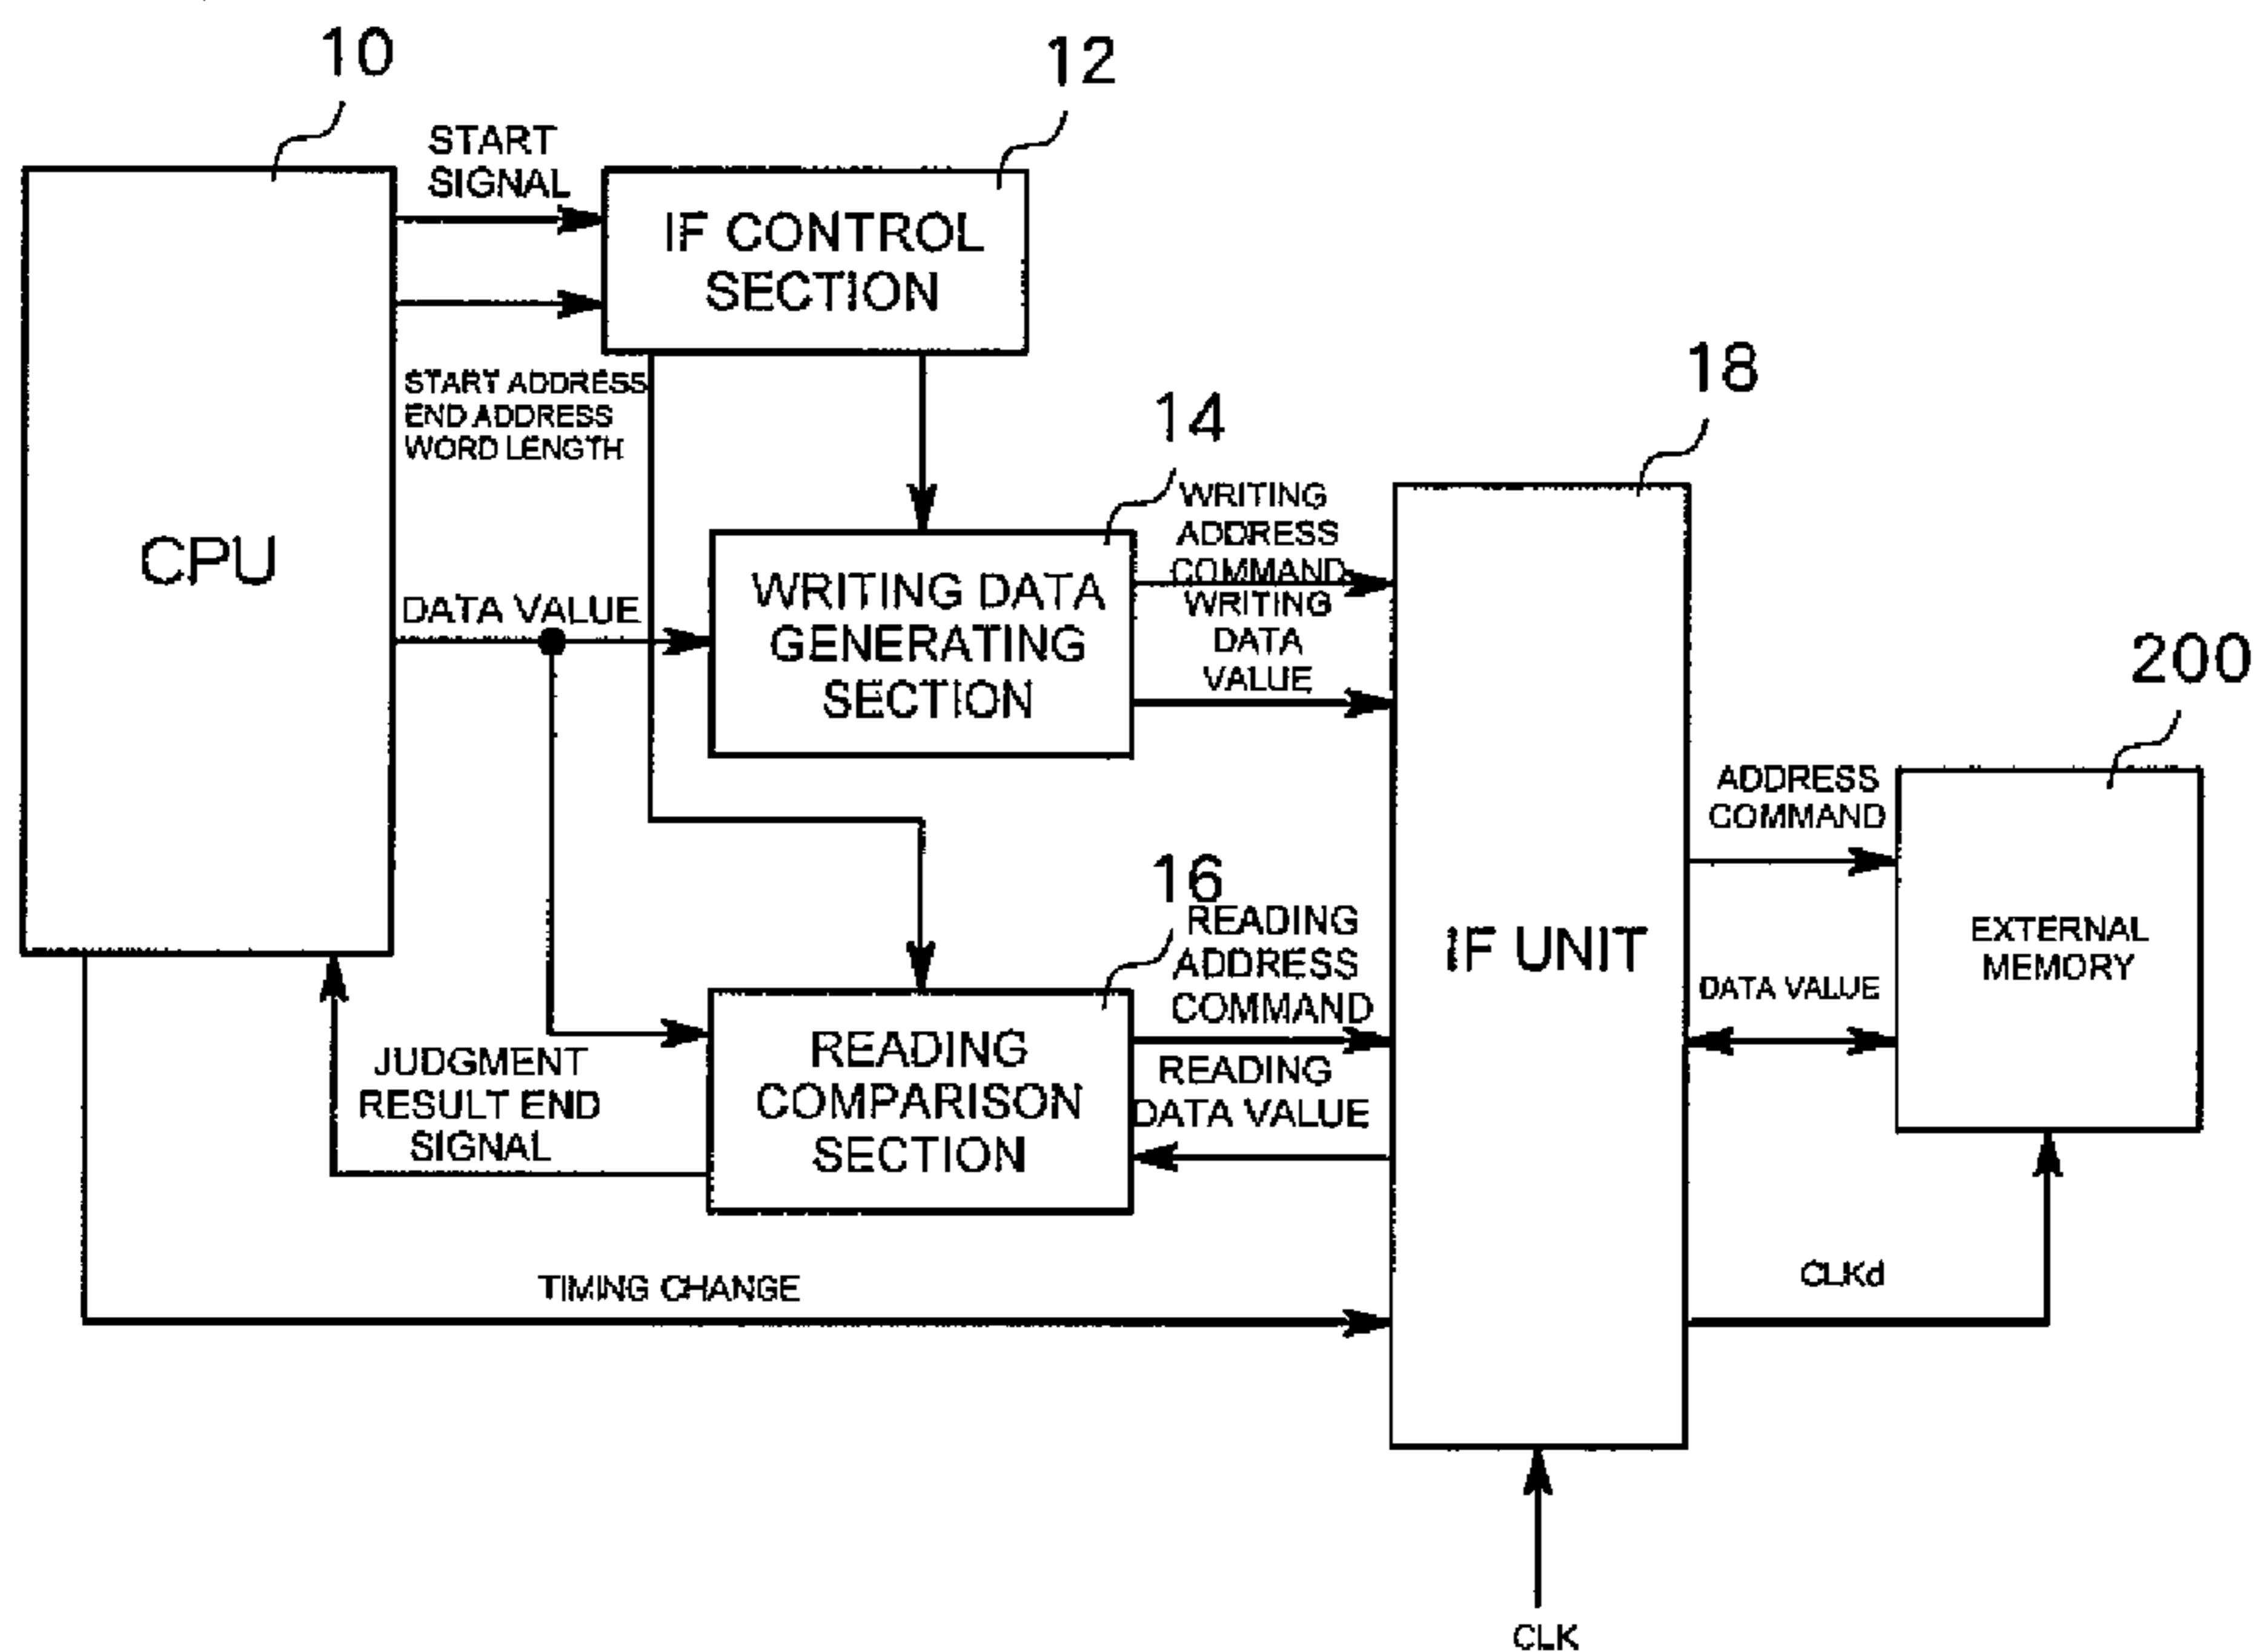 10
12
START
SIGNAL
IF CONTROL
SECTION
START ADDRESS
END ADDRESS
WORD LENGTH
18
14
WRITING
ADDRESS
COMMAND
WRITING
DATA
VALUE
CPU
DATA VALUE
WRITING DATA
GENERATING
SECTION
200
ADDRESS
COMMAND
16
READING
ADDRESS
COMMAND
IF UNIT
EXTERNAL
MEMORY
DATA VALUE
READING
COMPARISON
SECTION
READING
DATA VALUE
JUDGMENT
RESULT END
SIGNAL
TIMING CHANGE
CLKd
CLK